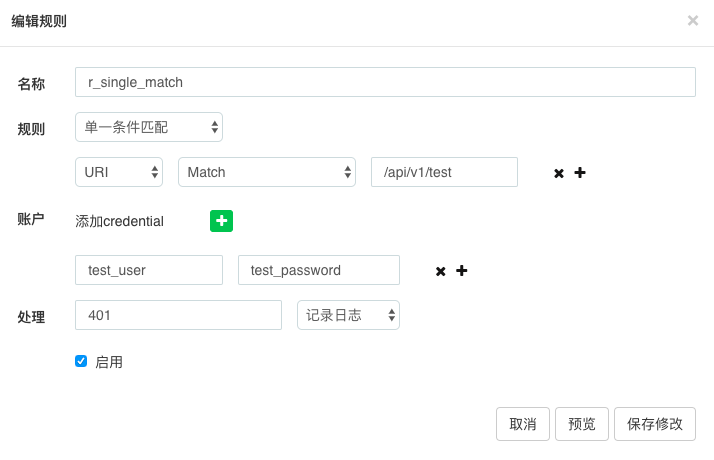 编辑规则 ×
名称 r_single_match
规则 单一条件匹配
URI Match /api/v1/test
账户 添加credential
test_user test_password
处理 401 记录日志
启用
取消 预览 保存修改